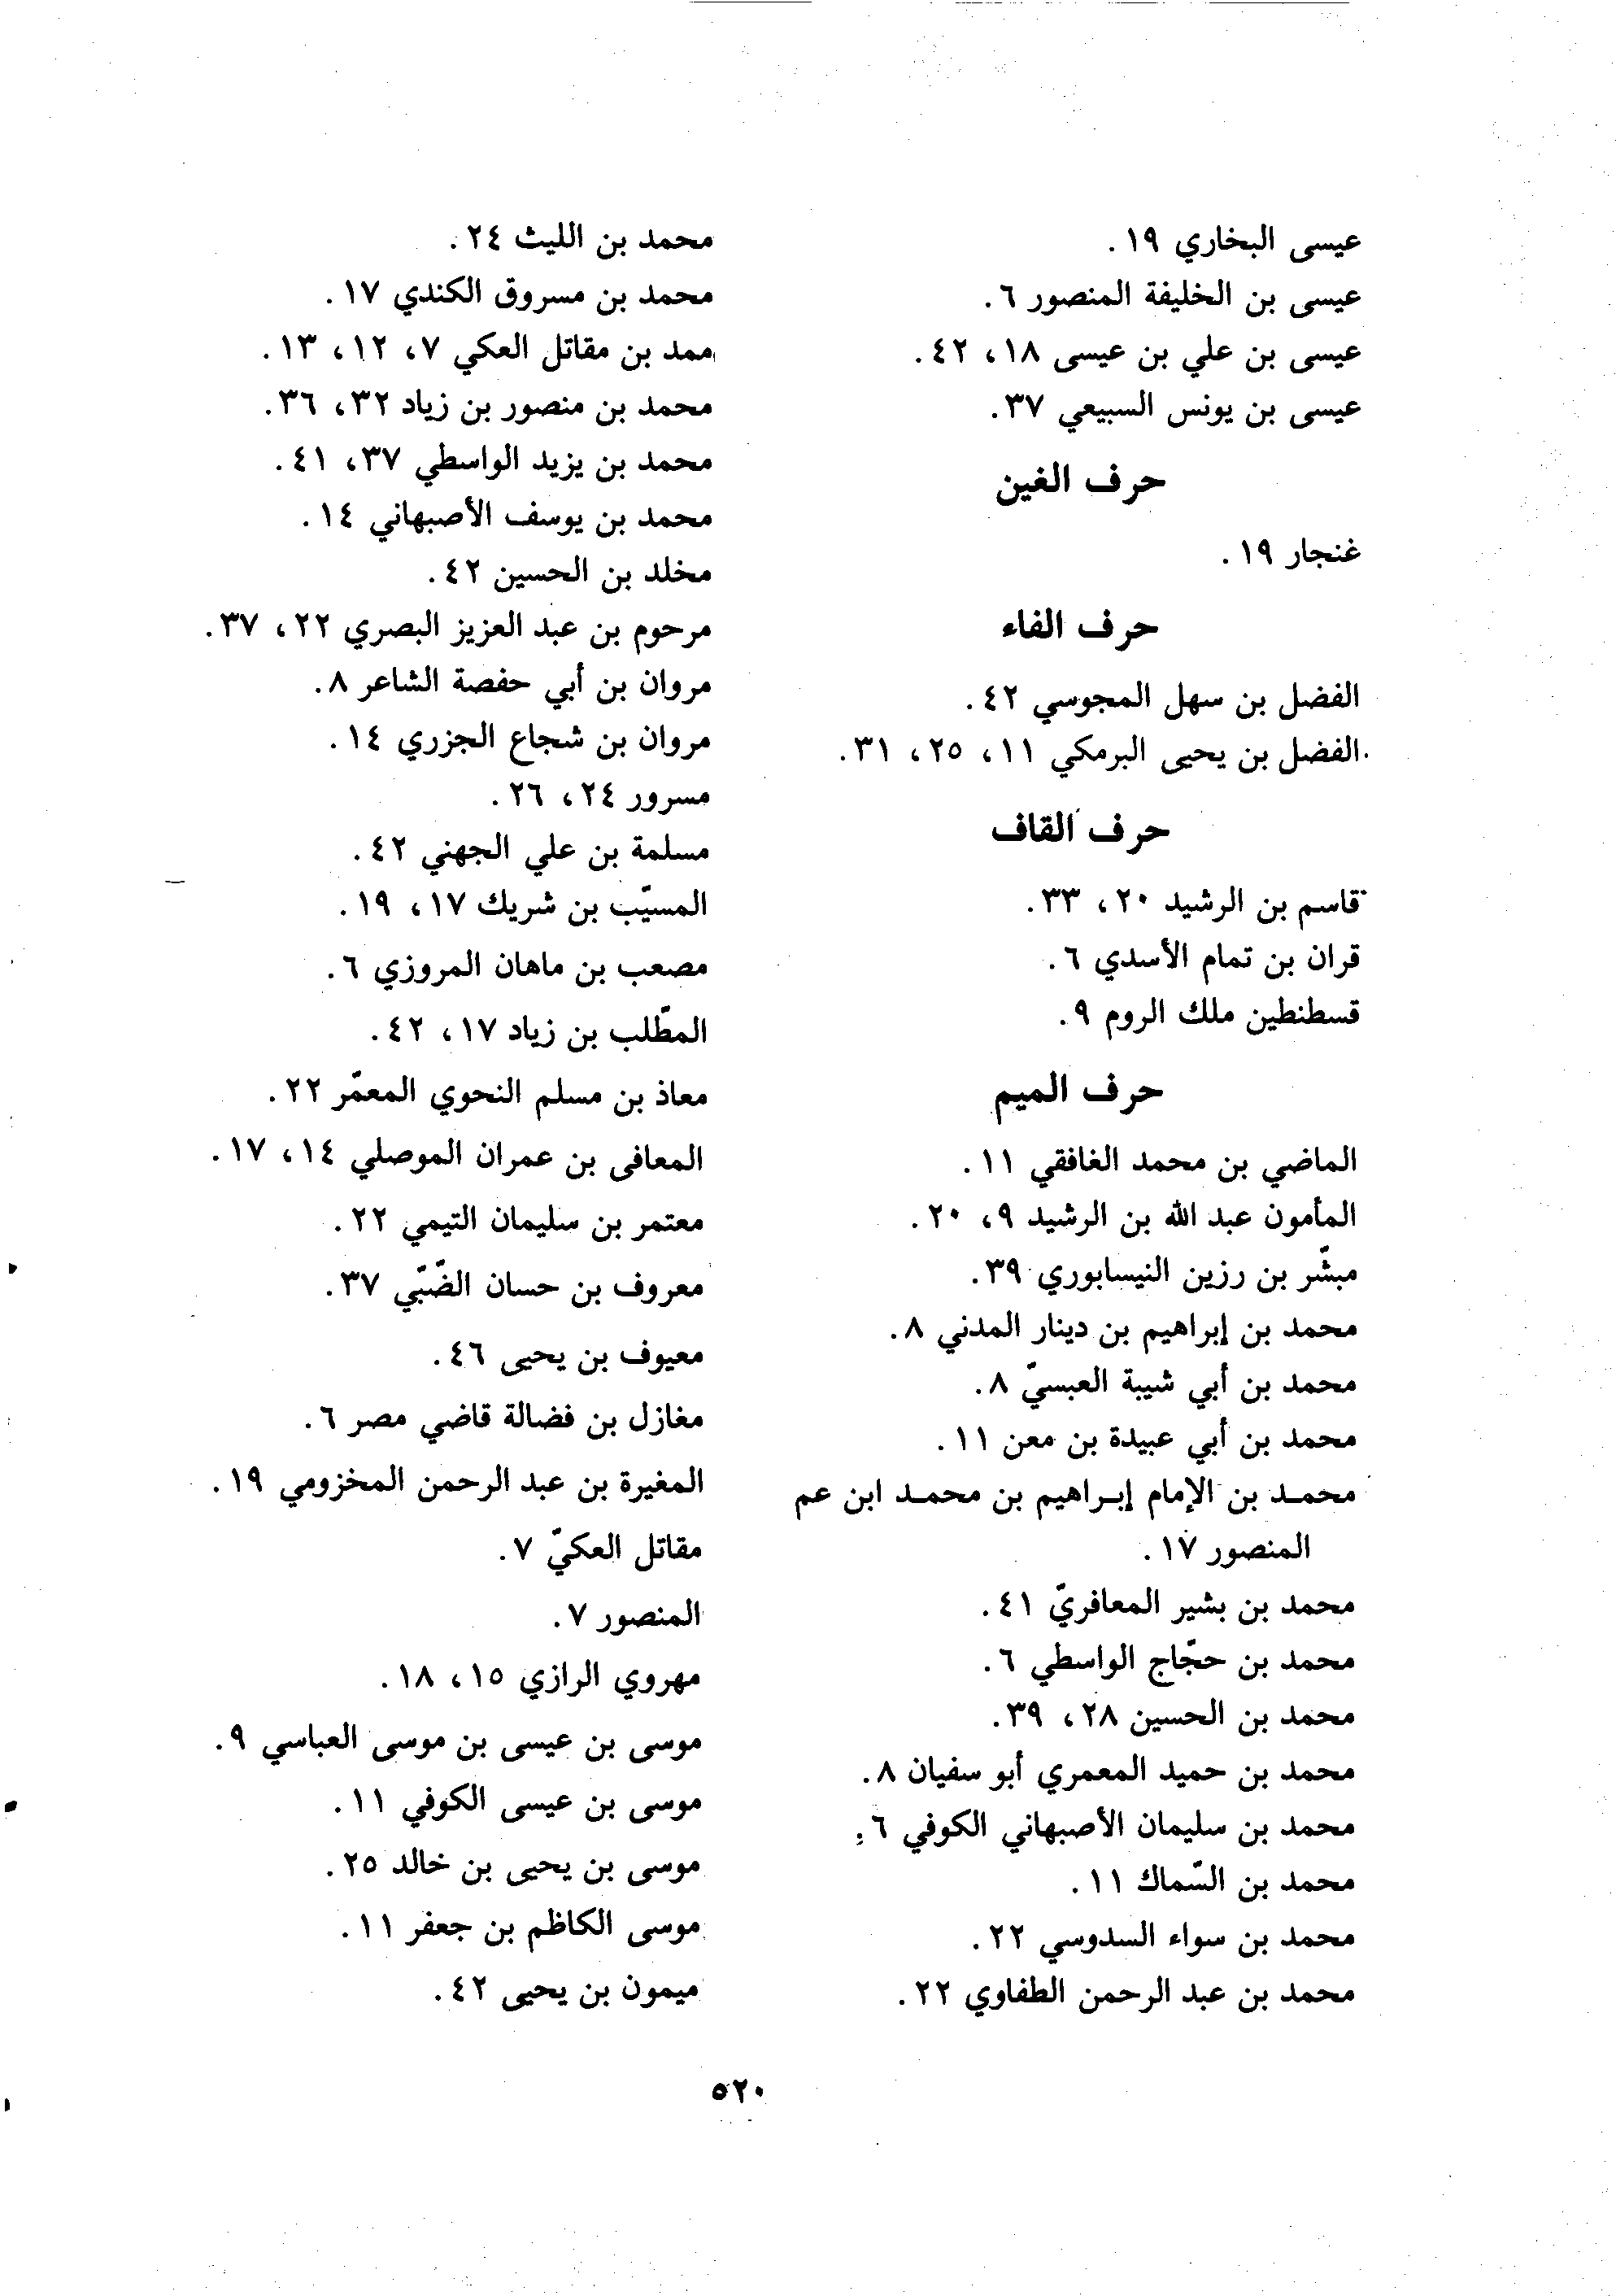 عيسى البخاري ١٩.
عيسى بن الخليفة المنصور ٦.
عيسى بن علي بن عيسى ١٨، ٤٢.
عيسى بن يونس السبيعي ٣٧.
حرف الغين
غنجار ١٩.
حرف الفاء
الفضل بن سهل المجوسي ٤٢.
الفضل بن يحيى البرمكي ١١، ٢٥، ٣١.
حرف القاف
قاسم بن الرشيد ٢٠، ٣٣.
قران بن تمام الأسدي ٦.
قسطنطين ملك الروم ٩.
حرف الميم
الماضي بن محمد الغافقي ١١.
المأمون عبد الله بن الرشيد ٩، ٢٠.
مبشّر بن رزين النيسابوري ٣٩.
محمد بن إبراهيم بن دينار المدني ٨.
محمد بن أبي شيبة العبسيّ ٨.
محمد بن أبي عبيدة بن معن ١١.
محمـد بن الإمام إبـراهيم بن محمـد ابن عم
المنصور ١٧.
محمد بن بشير المعافريّ ٤١.
محمد بن حجّاج الواسطي ٦.
محمد بن الحسين ٢٨، ٣٩.
محمد بن حميد المعمري أبو سفيان ٨.
محمد بن سليمان الأصبهاني الكوفي ٦.
محمد بن السّماك ١١.
محمد بن سواء السدوسي ٢٢.
محمد بن عبد الرحمن الطفاوي ٢٢.
محمد بن الليث ٢٤.
محمد بن مسروق الكندي ١٧.
ممد بن مقاتل العكي ٧، ١٢، ١٣.
محمد بن منصور بن زياد ٣٢، ٣٦.
محمد بن يزيد الواسطي ٣٧، ٤١.
محمد بن يوسف الأصبهاني ١٤.
مخلد بن الحسين ٤٢.
مرحوم بن عبد العزيز البصري ٢٢، ٣٧.
مروان بن أبي حفصة الشاعر ٨.
مروان بن شجاع الجزري ١٤.
مسرور ٢٤، ٢٦.
مسلمة بن علي الجهني ٤٢.
المسيّب بن شريك ١٧، ١٩.
مصعب بن ماهان المروزي ٦.
المطّلب بن زياد ١٧، ٤٢.
معاذ بن مسلم النحوي المعمّر ٢٢.
المعافى بن عمران الموصلي ١٤، ١٧.
معتمر بن سليمان التيمي ٢٢.
معروف بن حسان الضّبّي ٣٧.
معيوف بن يحيى ٤٦.
مغازل بن فضالة قاضي مصر ٦.
المغيرة بن عبد الرحمن المخزومي ١٩.
مقاتل العكيّ ٧.
المنصور ٧.
مهروي الرازي ١٥، ١٨.
موسى بن عيسى بن موسى العباسي ٩.
موسى بن عيسى الكوفي ١١.
موسى بن يحيى بن خالد ٢٥.
موسى الكاظم بن جعفر ١١.
ميمون بن يحيى ٤٢.
٥٢٠